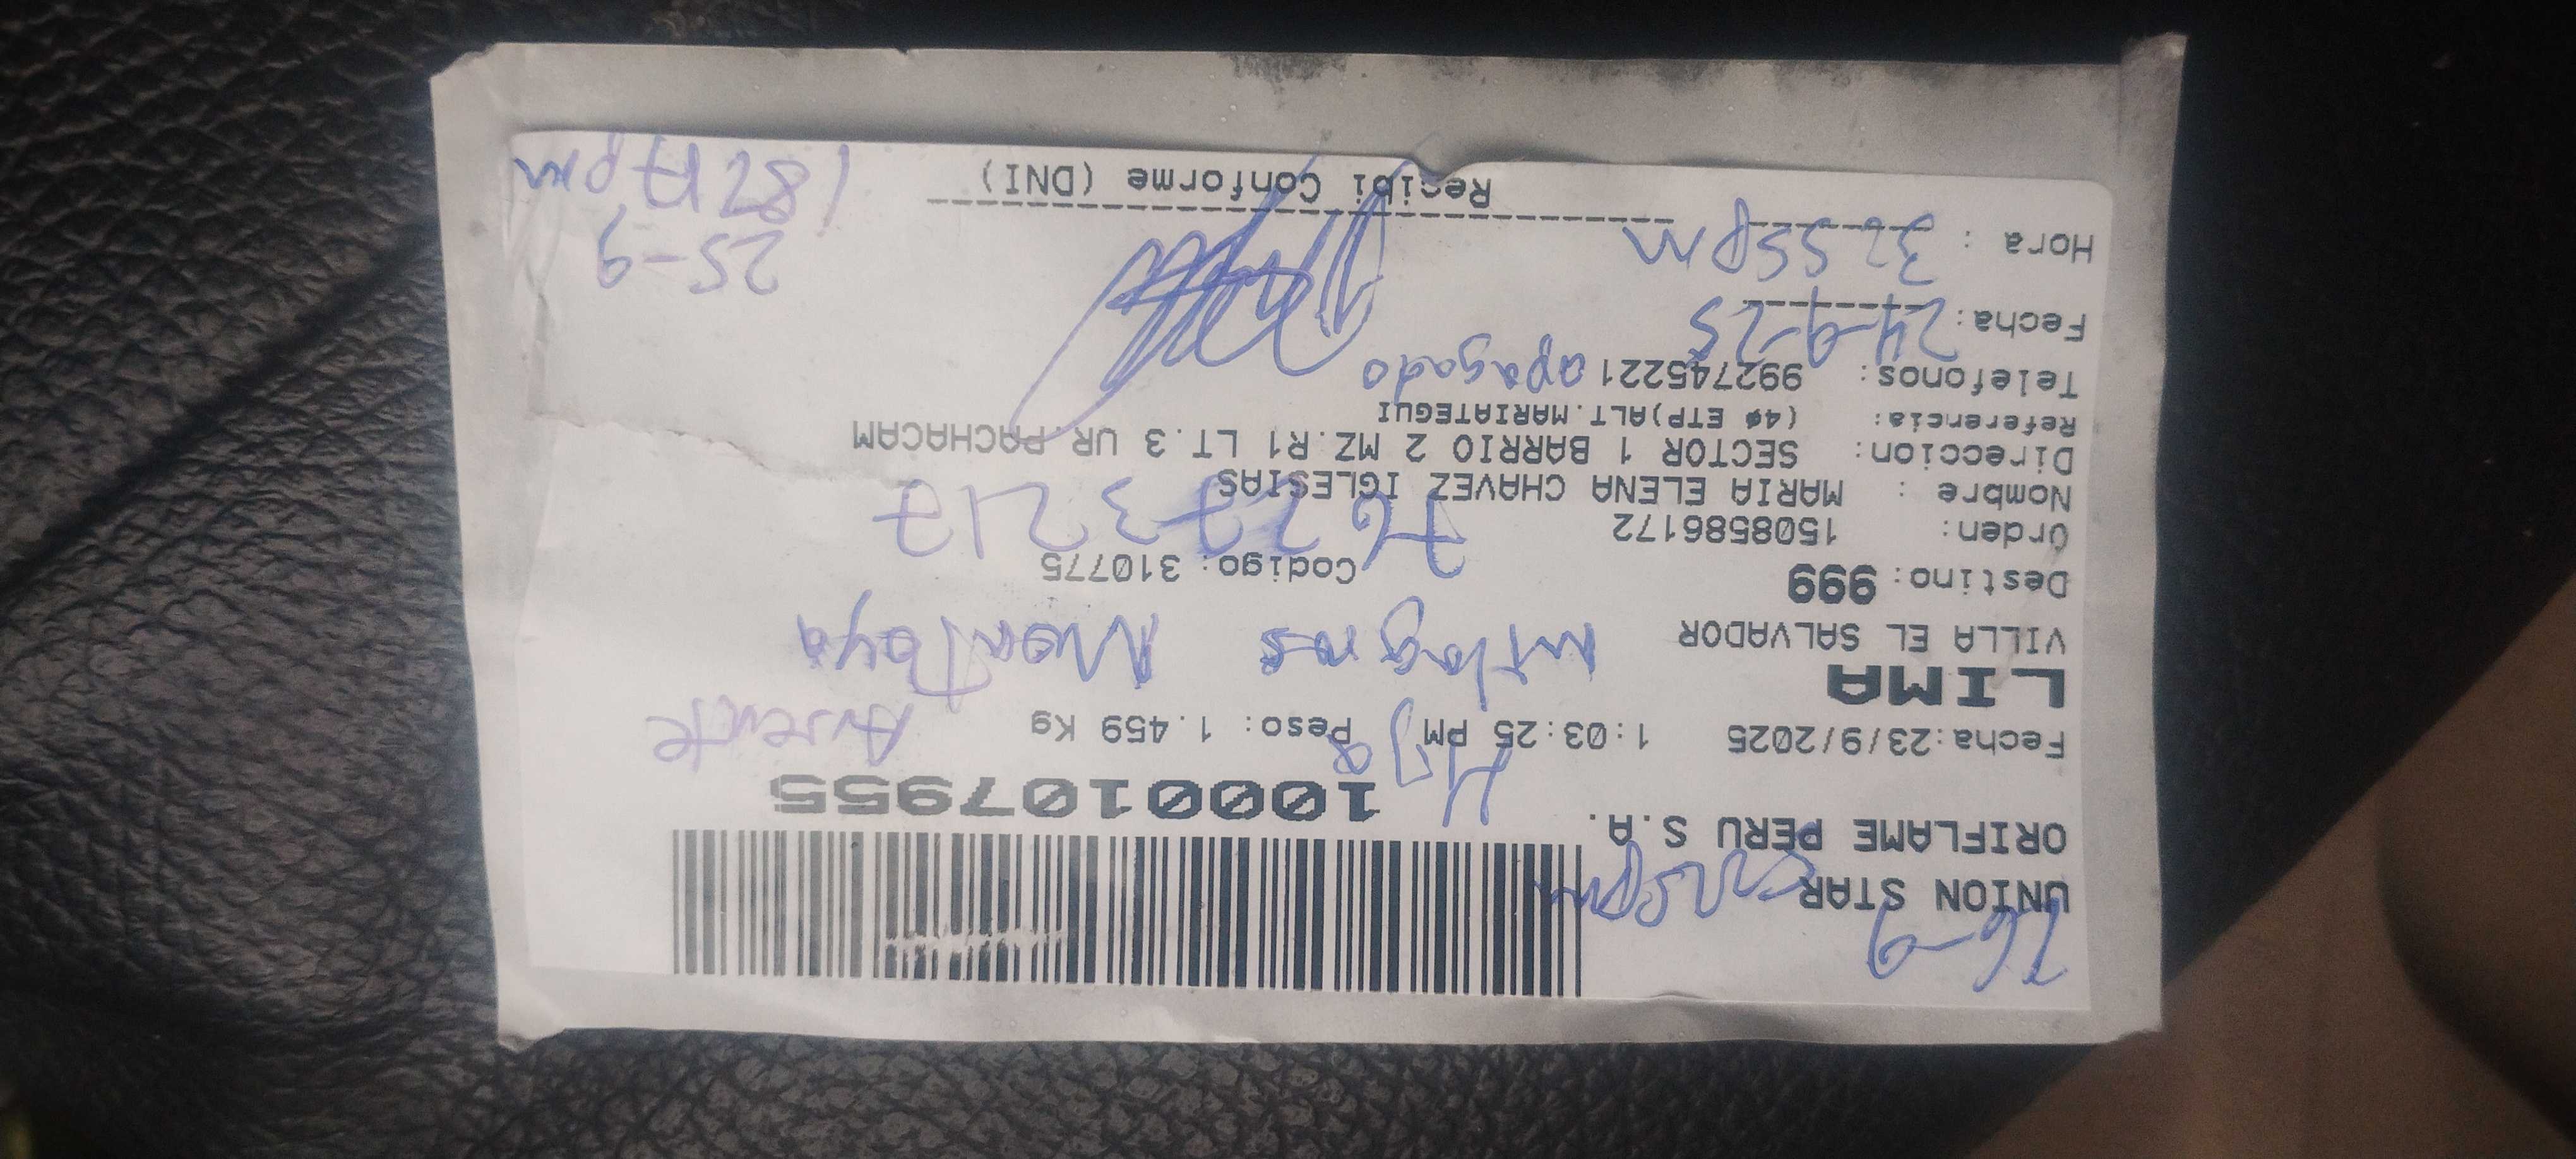 26-9
UNION STAR
ORIFLAME PERU S.A.
1000107955
Hija
Fecha:23/9/2025 1:03:25 PM Peso: 1.459 Kg
Ausente
LIMA
VILLA EL SALVADOR
Milagros Montoya
Destino: 999 Codigo: 310775
Orden: 1508586172
Nombre : MARIA ELENA CHAVEZ IGLESIAS
Direccion: SECTOR 1 BARRIO 2 MZ.R1 LT.3 UR.PACHACAM
Referencia: (4Ø ETP)ALT.MARIATEGUI
Telefonos: 992745221 apagado
Fecha: 24-9-25
Hora : 3:55pm
25-9
Recibi Conforme (DNI)